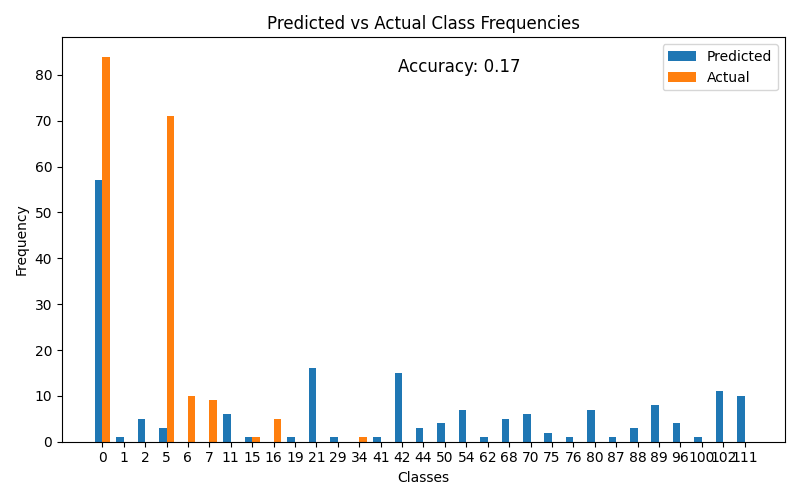 Predicted vs Actual Class Frequencies
Accuracy: 0.17
Predicted
Actual
Frequency
80
70
60
50
40
30
20
10
0
0 1 2 5 6 7 11 15 16 19 21 29 34 41 42 44 50 54 62 68 70 75 76 80 87 88 89 96 100 102 111
Classes